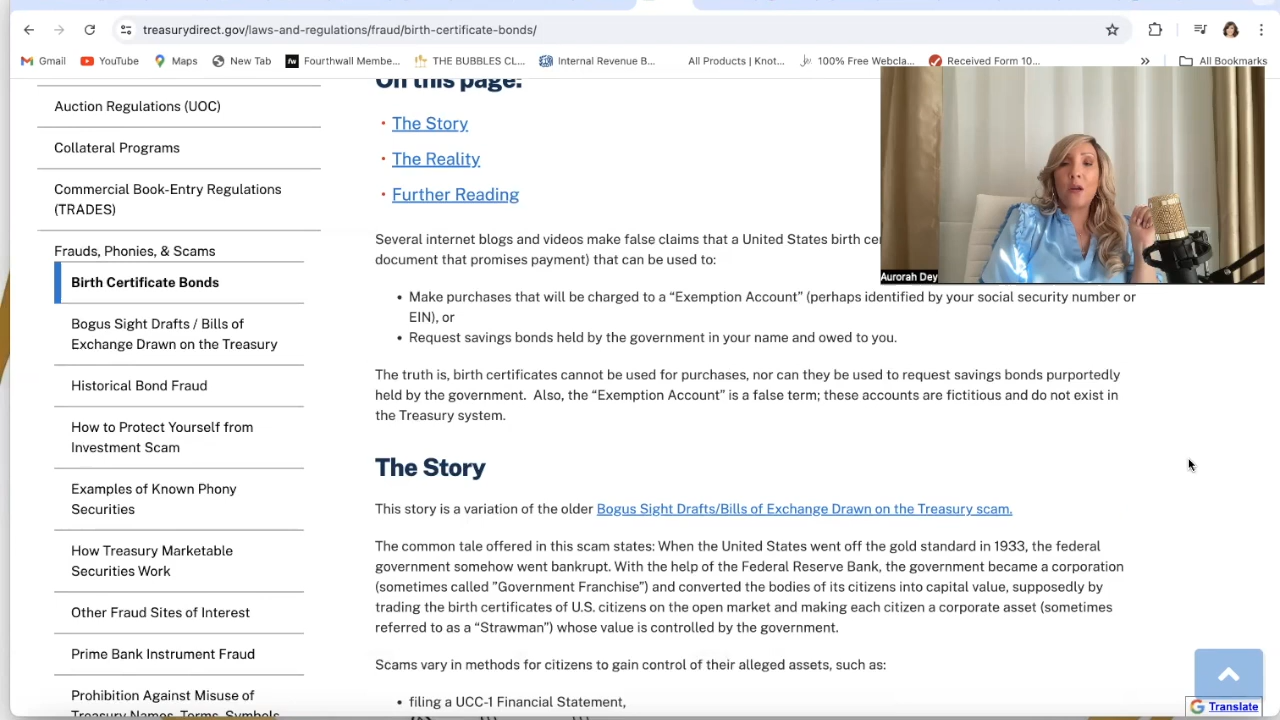 treasurydirect.gov/laws-and-regulations/fraud/birth-certificate-bonds/
Gmail
YouTube
Maps
New Tab
fw Fourthwall Membe...
THE BUBBLES CL...
Internal Revenue B...
All Products | Knot...
100% Free Webcla...
Received Form 10...
»
All Bookmarks
Auction Regulations (UOC)
Collateral Programs
Commercial Book-Entry Regulations
(TRADES)
Frauds, Phonies, & Scams
Birth Certificate Bonds
Bogus Sight Drafts / Bills of
Exchange Drawn on the Treasury
Historical Bond Fraud
How to Protect Yourself from
Investment Scam
Examples of Known Phony
Securities
How Treasury Marketable
Securities Work
Other Fraud Sites of Interest
Prime Bank Instrument Fraud
Prohibition Against Misuse of
Treasury Names, Terms, Symbols
On this page:
• The Story
• The Reality
• Further Reading
Several internet blogs and videos make false claims that a United States birth
document that promises payment) that can be used to:
• Make purchases that will be charged to a “Exemption Account” (perhaps identified by your social security number or
EIN), or
• Request savings bonds held by the government in your name and owed to you.
The truth is, birth certificates cannot be used for purchases, nor can they be used to request savings bonds purportedly
held by the government. Also, the “Exemption Account” is a false term; these accounts are fictitious and do not exist in
the Treasury system.
The Story
This story is a variation of the older Bogus Sight Drafts/Bills of Exchange Drawn on the Treasury scam.
The common tale offered in this scam states: When the United States went off the gold standard in 1933, the federal
government somehow went bankrupt. With the help of the Federal Reserve Bank, the government became a corporation
(sometimes called ”Government Franchise”) and converted the bodies of its citizens into capital value, supposedly by
trading the birth certificates of U.S. citizens on the open market and making each citizen a corporate asset (sometimes
referred to as a “Strawman”) whose value is controlled by the government.
Scams vary in methods for citizens to gain control of their alleged assets, such as:
• filing a UCC-1 Financial Statement,
Aurorah Dey
G Translate